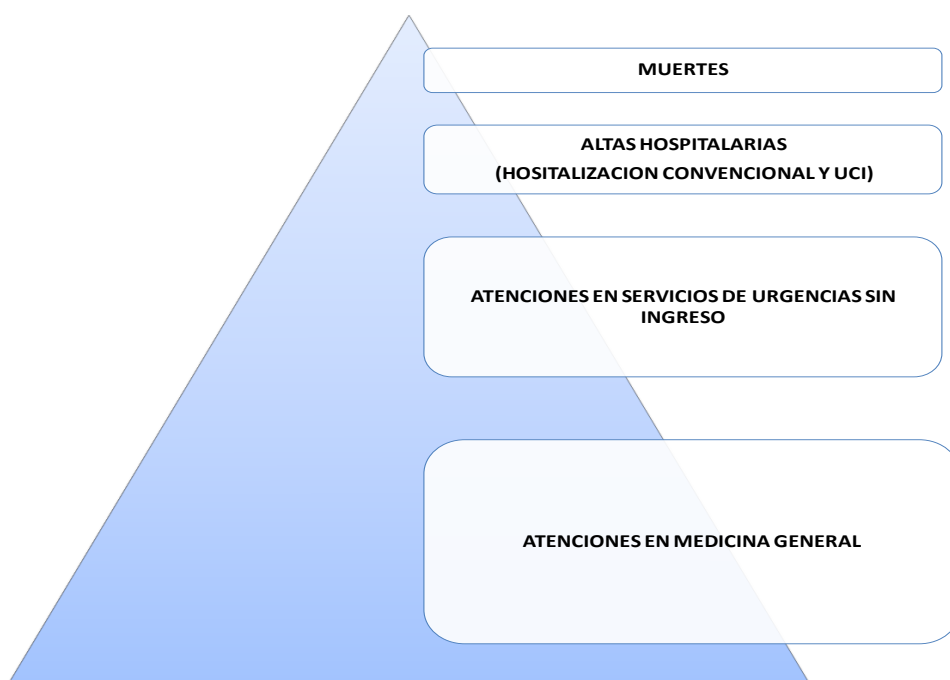 MUERTES
ALTAS HOSPITALARIAS
(HOSITALIZACION CONVENCIONAL Y UCI)
ATENCIONES EN SERVICIOS DE URGENCIAS SIN
INGRESO
ATENCIONES EN MEDICINA GENERAL